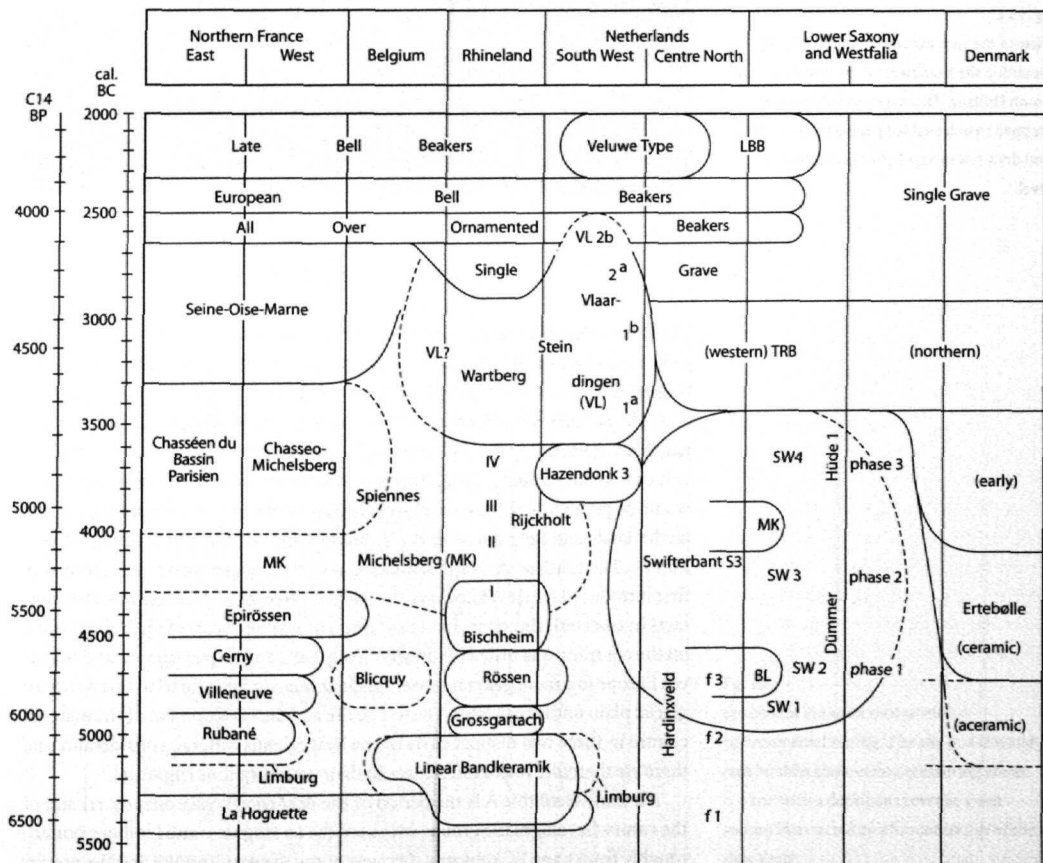 Northern France
East West
Belgium
Rhineland
Netherlands
South West Centre North
Lower Saxony
and Westfalia
Denmark
cal.
BC
C14
BP
2000
2500
3000
3500
4000
4500
5000
5500
4000
4500
5000
5500
6000
6500
Late Bell Beakers
Veluwe Type
LBB
European Bell Beakers
All Over Ornamented Beakers
Single Grave
VL 2b
Single
2a
Grave
Vlaar-
Seine-Oise-Marne
1b
VL?
Stein
(western) TRB
(northern)
Wartberg
dingen
(VL)
1a
Chasséen du
Bassin
Parisien
Chasseo-
Michelsberg
IV
Hazendonk 3
SW4
Hüde 1
phase 3
(early)
Spiennes
III
Rijckholt
MK
MK
Michelsberg (MK)
Swifterbant S3
SW 3
phase 2
Epirössen
Bischheim
Dümmer
Ertebølle
(ceramic)
Cerny
Blicquy
Rössen
f 3
BL
SW 2
phase 1
Villeneuve
SW 1
Rubané
Grossgartach
Hardinxveld
f 2
Linear Bandkeramik
Limburg
Limburg
La Hoguette
f 1